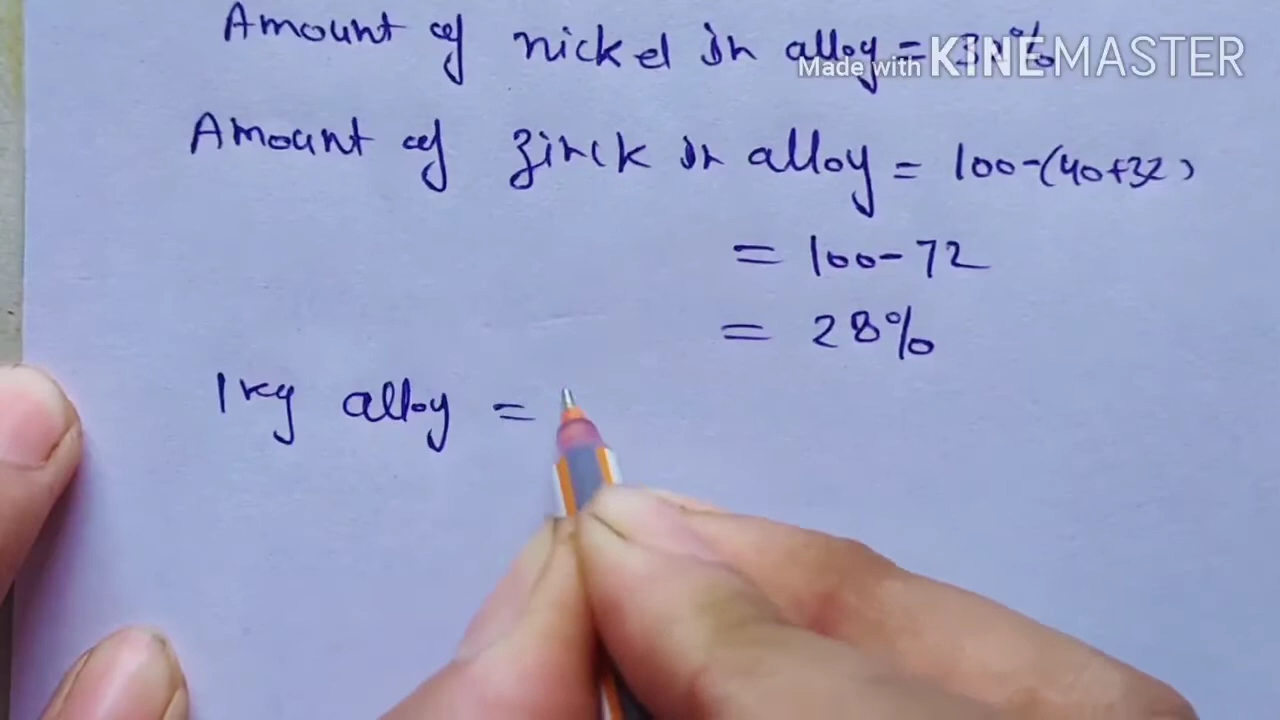 Amount of nickel in alloy = 32%
Made with KINEMASTER
Amount of zinck in alloy = 100-(40+32)
= 100-72
= 28%
1kg alloy =